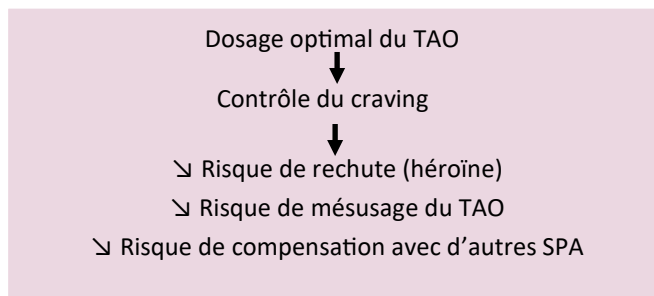 Dosage optimal du TAO
Contrôle du craving
↘ Risque de rechute (héroïne)
↘ Risque de mésusage du TAO
↘ Risque de compensation avec d’autres SPA